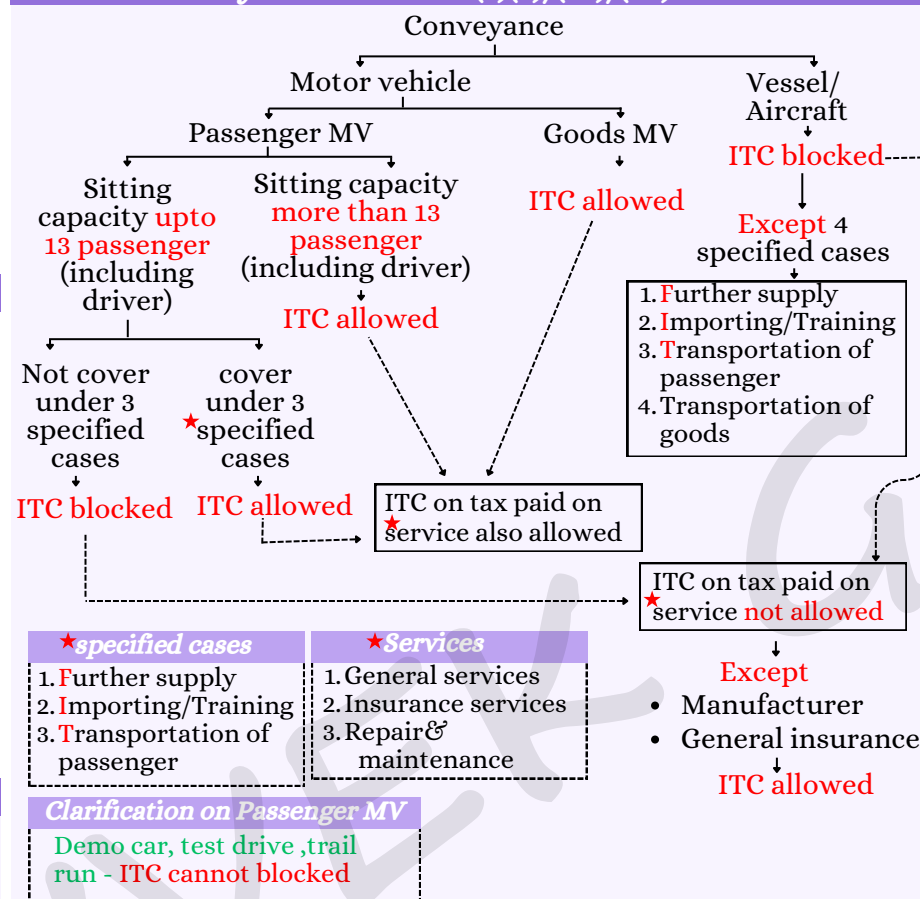 Conveyance
Motor vehicle
Vessel/
Aircraft
Passenger MV
Goods MV
ITC blocked
Sitting
capacity upto
13 passenger
(including
driver)
Sitting capacity
more than 13
passenger
(including driver)
ITC allowed
ITC allowed
Except 4
specified cases
1. Further supply
2. Importing/Training
3. Transportation of
passenger
4. Transportation of
goods
Not cover
under 3
specified
cases
cover
under 3
specified
cases
ITC blocked
ITC allowed
ITC on tax paid on
service also allowed
ITC on tax paid on
service not allowed
specified cases
1. Further supply
2. Importing/Training
3. Transportation of
passenger
Services
1. General services
2. Insurance services
3. Repair&
maintenance
Except
• Manufacturer
• General insurance
ITC allowed
Clarification on Passenger MV
Demo car, test drive ,trail
run - ITC cannot blocked